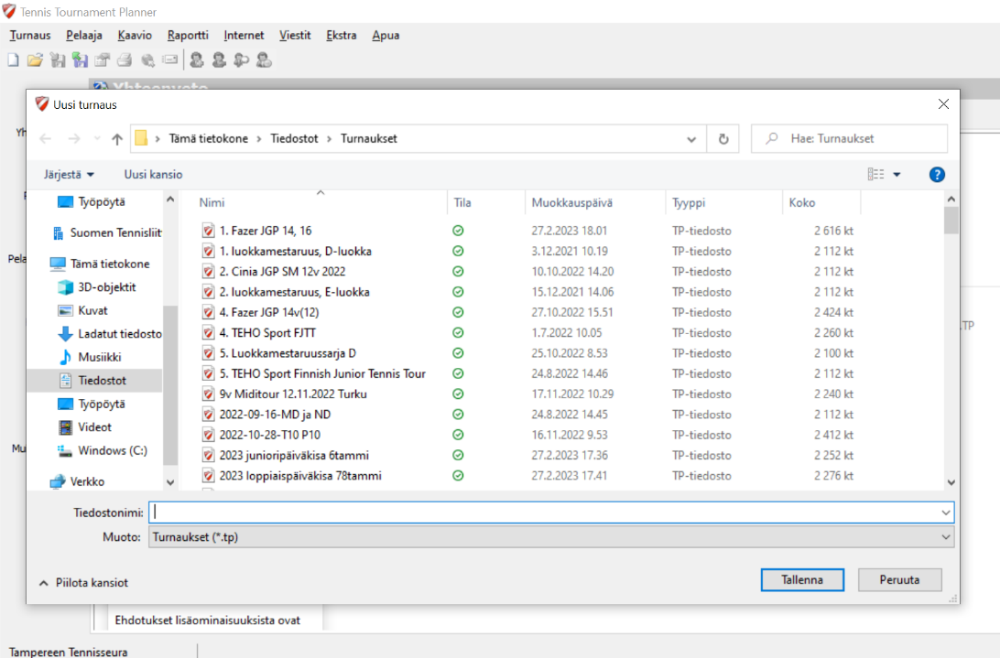 Tennis Tournament Planner
Turnaus Pelaaja Kaavio Raportti Internet Viestit Ekstra Apua
Uusi turnaus
Tämä tietokone Tiedostot Turnaukset
Hae: Turnaukset
Järjestä Uusi kansio
Työpöytä
Suomen Tennisliit
Tämä tietokone
3D-objektit
Kuvat
Ladatut tiedosto
Musiikki
Tiedostot
Työpöytä
Videot
Windows (C:)
Verkko
Nimi Tila Muokkauspäivä Tyyppi Koko
1. Fazer JGP 14, 16 27.2.2023 18.01 TP-tiedosto 2 616 kt
1. luokkamestaruus, D-luokka 3.12.2021 10.19 TP-tiedosto 2 112 kt
2. Cinia JGP SM 12v 2022 10.10.2022 14.20 TP-tiedosto 2 112 kt
2. luokkamestaruus, E-luokka 15.12.2021 14.06 TP-tiedosto 2 112 kt
4. Fazer JGP 14v(12) 27.10.2022 15.51 TP-tiedosto 2 424 kt
4. TEHO Sport FJTT 1.7.2022 10.05 TP-tiedosto 2 260 kt
5. Luokkamestaruussarja D 25.10.2022 8.53 TP-tiedosto 2 100 kt
5. TEHO Sport Finnish Junior Tennis Tour 24.8.2022 14.46 TP-tiedosto 2 112 kt
9v Miditour 12.11.2022 Turku 17.11.2022 10.29 TP-tiedosto 2 240 kt
2022-09-16-MD ja ND 24.8.2022 14.45 TP-tiedosto 2 112 kt
2022-10-28-T10 P10 16.11.2022 9.53 TP-tiedosto 2 412 kt
2023 junioripäiväkisa 6tammi 27.2.2023 17.36 TP-tiedosto 2 252 kt
2023 loppiaispäiväkisa 78tammi 27.2.2023 17.41 TP-tiedosto 2 276 kt
Tiedostonimi:
Muoto: Turnaukset (*.tp)
Piilota kansiot
Tallenna Peruuta
Pela
Mu
.TP
Ehdotukset lisäominaisuuksista ovat
Tampereen Tennisseura